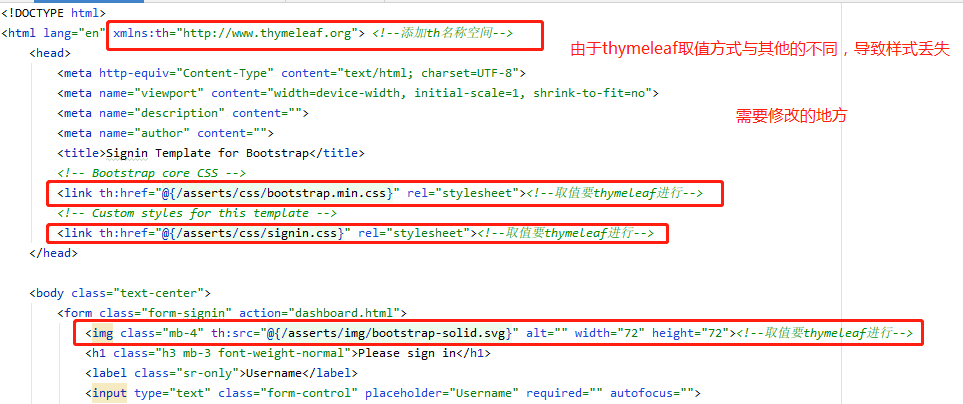 <!DOCTYPE html>
<html lang="en" xmlns:th="http://www.thymeleaf.org"> <!--添加th名称空间-->
由于thymeleaf取值方式与其他的不同，导致样式丢失
<head>
<meta http-equiv="Content-Type" content="text/html; charset=UTF-8">
<meta name="viewport" content="width=device-width, initial-scale=1, shrink-to-fit=no">
<meta name="description" content="">
需要修改的地方
<meta name="author" content="">
<title>Signin Template for Bootstrap</title>
<!-- Bootstrap core CSS -->
<link th:href="@{/asserts/css/bootstrap.min.css}" rel="stylesheet"><!--取值要thymeleaf进行-->
<!-- Custom styles for this template -->
<link th:href="@{/asserts/css/signin.css}" rel="stylesheet"><!--取值要thymeleaf进行-->
</head>
<body class="text-center">
<form class="form-signin" action="dashboard.html">
<img class="mb-4" th:src="@{/asserts/img/bootstrap-solid.svg}" alt="" width="72" height="72"><!--取值要thymeleaf进行-->
<h1 class="h3 mb-3 font-weight-normal">Please sign in</h1>
<label class="sr-only">Username</label>
<input type="text" class="form-control" placeholder="Username" required="" autofocus="">